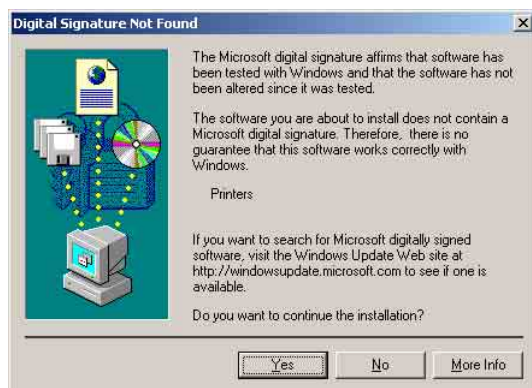 Digital Signature Not Found
The Microsoft digital signature affirms that software has
been tested with Windows and that the software has not
been altered since it was tested.
The software you are about to install does not contain a
Microsoft digital signature. Therefore, there is no
guarantee that this software works correctly with
Windows.
Printers
If you want to search for Microsoft digitally signed
software, visit the Windows Update Web site at
http://windowsupdate.microsoft.com to see if one is
available.
Do you want to continue the installation?
Yes
No
More Info